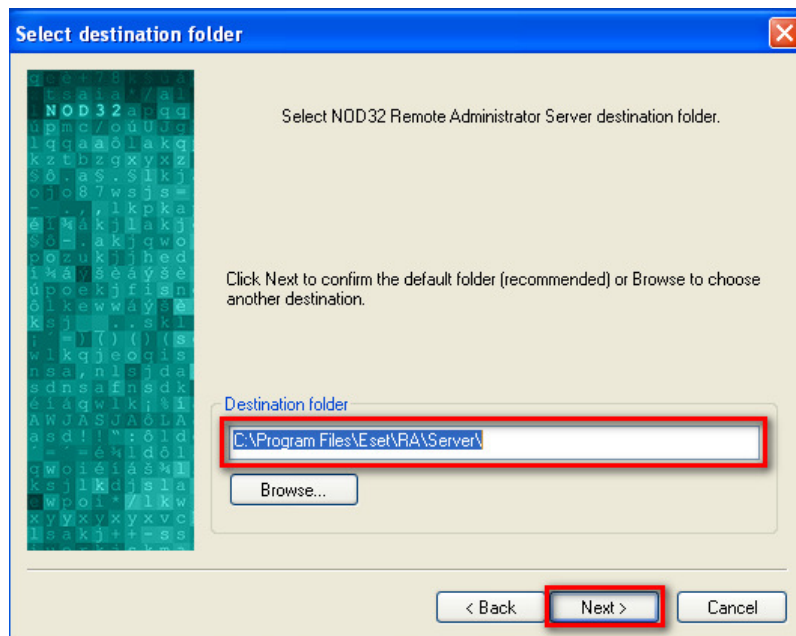 Select destination folder
NOD32
Select NOD32 Remote Administrator Server destination folder.
Click Next to confirm the default folder (recommended) or Browse to choose
another destination.
Destination folder
C:\Program Files\Eset\RA\Server\
Browse...
< Back
Next >
Cancel